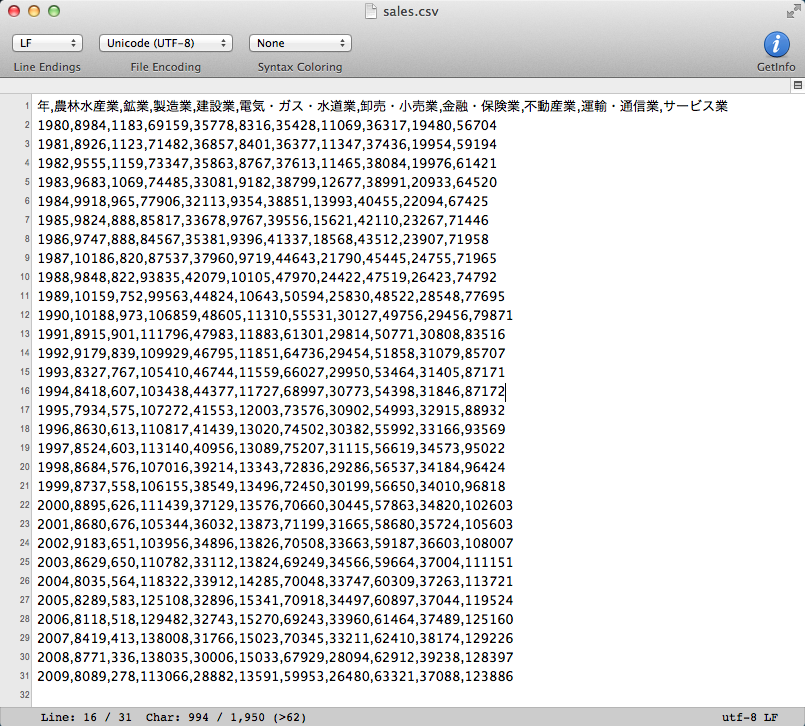 sales.csv
LF
Unicode (UTF-8)
None
Line Endings
File Encoding
Syntax Coloring
GetInfo
1 年,農林水産業,鉱業,製造業,建設業,電気・ガス・水道業,卸売・小売業,金融・保険業,不動産業,運輸・通信業,サービス業
2 1980,8984,1183,69159,35778,8316,35428,11069,36317,19480,56704
3 1981,8926,1123,71482,36857,8401,36377,11347,37436,19954,59194
4 1982,9555,1159,73347,35863,8767,37613,11465,38084,19976,61421
5 1983,9683,1069,74485,33081,9182,38799,12677,38991,20933,64520
6 1984,9918,965,77906,32113,9354,38851,13993,40455,22094,67425
7 1985,9824,888,85817,33678,9767,39556,15621,42110,23267,71446
8 1986,9747,888,84567,35381,9396,41337,18568,43512,23907,71958
9 1987,10186,820,87537,37960,9719,44643,21790,45445,24755,71965
10 1988,9848,822,93835,42079,10105,47970,24422,47519,26423,74792
11 1989,10159,752,99563,44824,10643,50594,25830,48522,28548,77695
12 1990,10188,973,106859,48605,11310,55531,30127,49756,29456,79871
13 1991,8915,901,111796,47983,11883,61301,29814,50771,30808,83516
14 1992,9179,839,109929,46795,11851,64736,29454,51858,31079,85707
15 1993,8327,767,105410,46744,11559,66027,29950,53464,31405,87171
16 1994,8418,607,103438,44377,11727,68997,30773,54398,31846,87172
17 1995,7934,575,107272,41553,12003,73576,30902,54993,32915,88932
18 1996,8630,613,110817,41439,13020,74502,30382,55992,33166,93569
19 1997,8524,603,113140,40956,13089,75207,31115,56619,34573,95022
20 1998,8684,576,107016,39214,13343,72836,29286,56537,34184,96424
21 1999,8737,558,106155,38549,13496,72450,30199,56650,34010,96818
22 2000,8895,626,111439,37129,13576,70660,30445,57863,34820,102603
23 2001,8680,676,105344,36032,13873,71199,31665,58680,35724,105603
24 2002,9183,651,103956,34896,13826,70508,33663,59187,36603,108007
25 2003,8629,650,110782,33112,13824,69249,34566,59664,37004,111151
26 2004,8035,564,118322,33912,14285,70048,33747,60309,37263,113721
27 2005,8289,583,125108,32896,15341,70918,34497,60897,37044,119524
28 2006,8118,518,129482,32743,15270,69243,33960,61464,37489,125160
29 2007,8419,413,138008,31766,15023,70345,33211,62410,38174,129226
30 2008,8771,336,138035,30006,15033,67929,28094,62912,39238,128397
31 2009,8089,278,113066,28882,13591,59953,26480,63321,37088,123886
32
Line: 16 / 31 Char: 994 / 1,950 (>62)
utf-8 LF